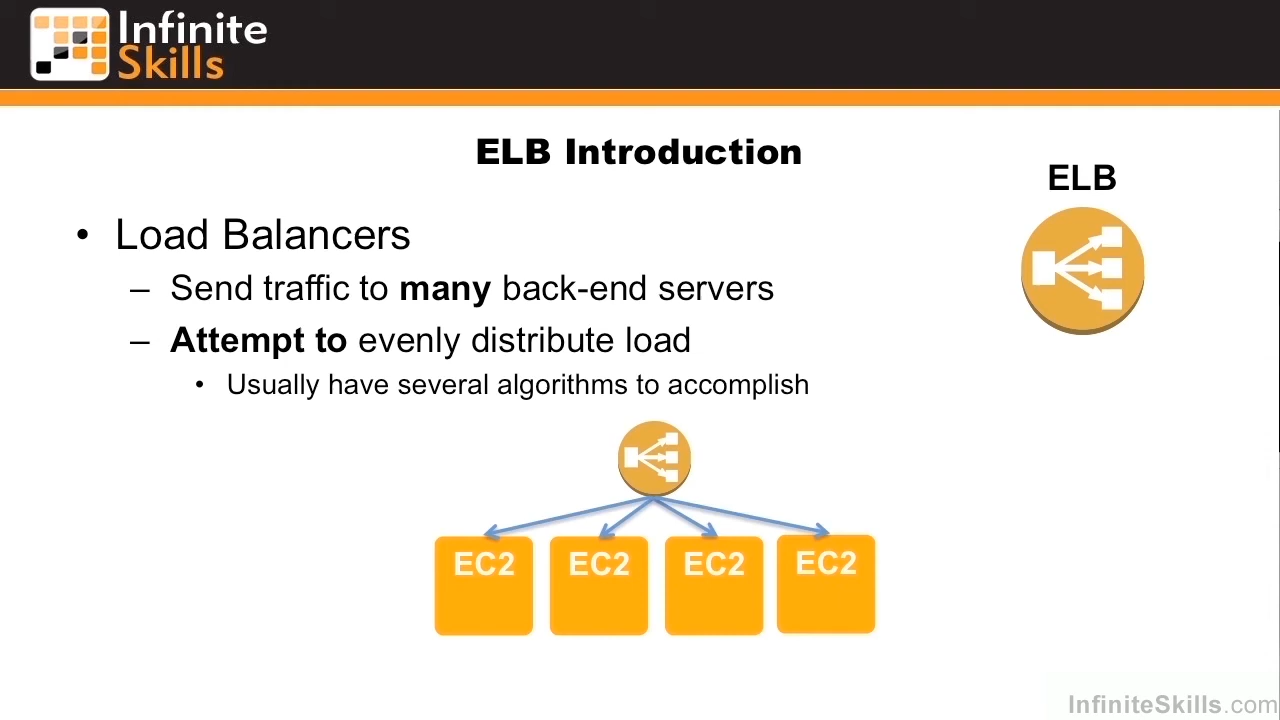 Infinite
Skills
ELB Introduction
ELB
• Load Balancers
– Send traffic to many back-end servers
– Attempt to evenly distribute load
• Usually have several algorithms to accomplish
EC2 EC2 EC2 EC2
InfiniteSkills.com